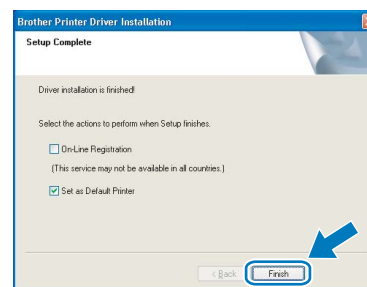 Brother Printer Driver Installation
Setup Complete
Driver installation is finished!
Select the actions to perform when Setup finishes.
On-Line Registration
(This service may not be available in all countries.)
Set as Default Printer
< Back
Finish